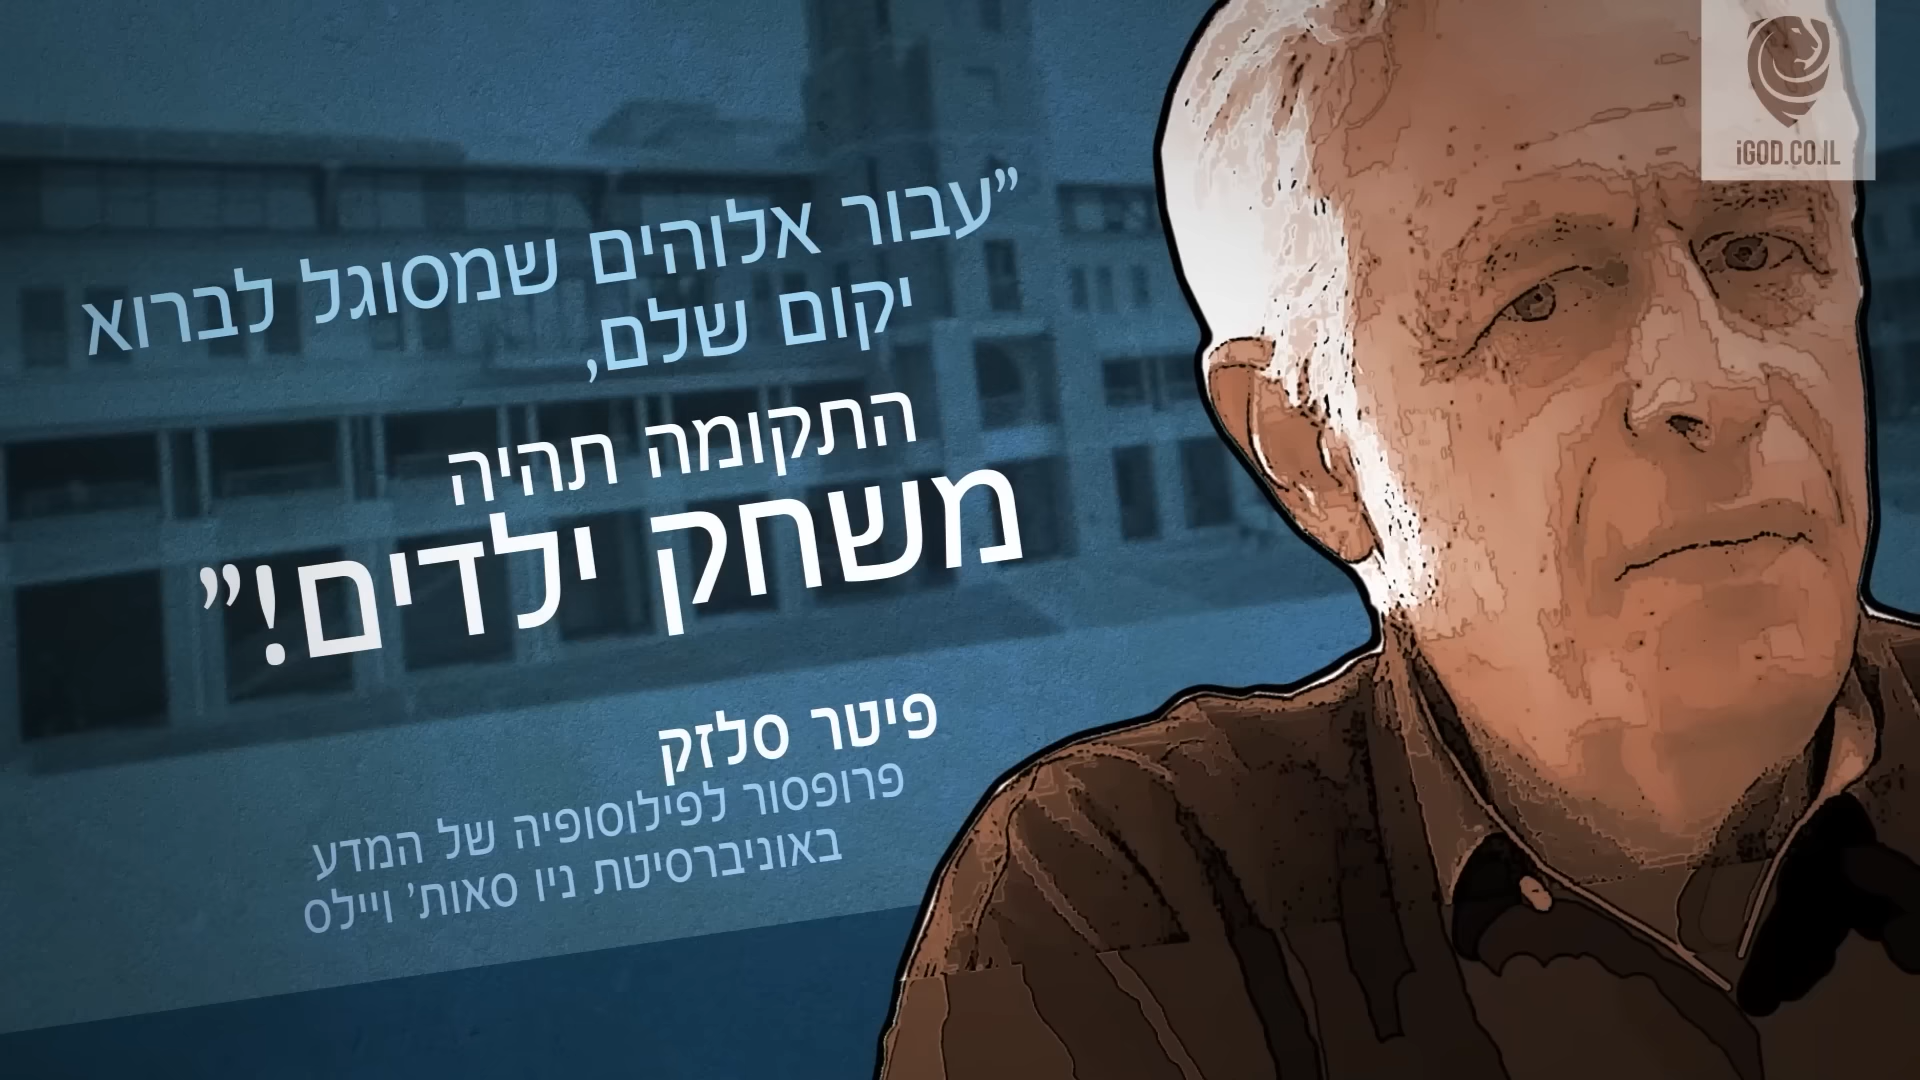 "עבור אלוהים שמסוגל לברוא
יקום שלם,
התקומה תהיה
משחק ילדים!"
פיטר סלזק
פרופסור לפילוסופיה של המדע
באוניברסיטת ניו סאות' ויילס
iGOD.CO.IL